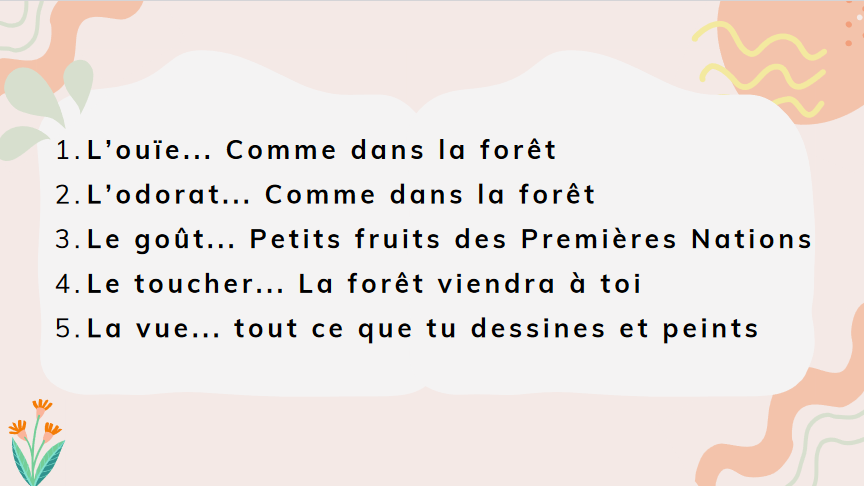 1. L'ouïe... Comme dans la forêt
2. L'odorat... Comme dans la forêt
3. Le goût... Petits fruits des Premières Nations
4. Le toucher... La forêt viendra à toi
5. La vue... tout ce que tu dessines et peints